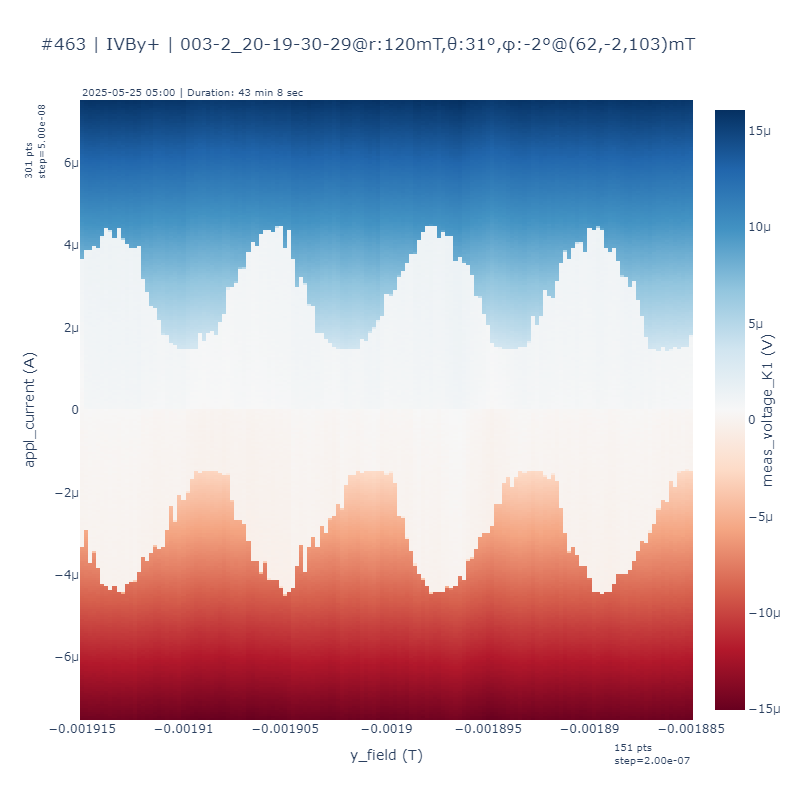 #463 | IVBy+ | 003-2_20-19-30-29@r:120mT,θ:31°,φ:-2°@(62,-2,103)mT
2025-05-25 05:00 | Duration: 43 min 8 sec
301 pts
step=5.00e-08
6μ
4μ
2μ
0
−2μ
−4μ
−6μ
appl_current (A)
−0.001915
−0.00191
−0.001905
−0.0019
−0.001895
−0.00189
−0.001885
y_field (T)
151 pts
step=2.00e-07
15μ
10μ
5μ
0
−5μ
−10μ
−15μ
meas_voltage_K1 (V)